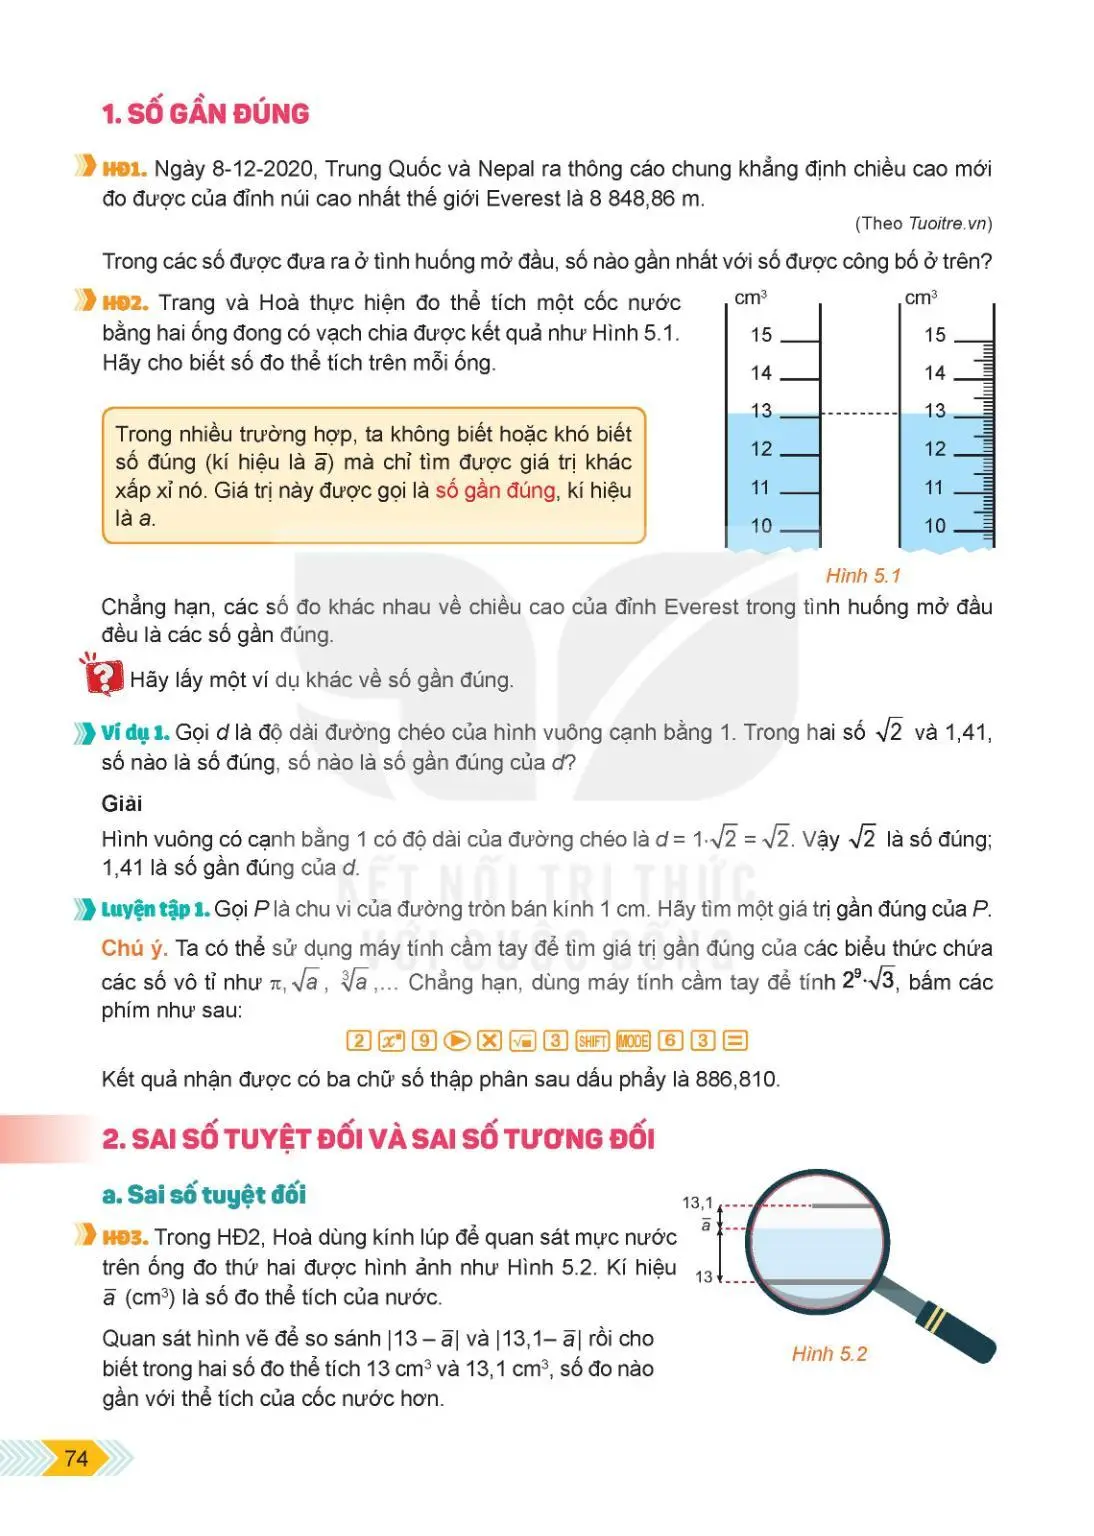 1. SỐ GẦN ĐÚNG
HĐ1. Ngày 8-12-2020, Trung Quốc và Nepal ra thông cáo chung khẳng định chiều cao mới
đo được của đỉnh núi cao nhất thế giới Everest là 8 848,86 m.
(Theo Tuoitre.vn)
Trong các số được đưa ra ở tình huống mở đầu, số nào gần nhất với số được công bố ở trên?
HĐ2. Trang và Hoà thực hiện đo thể tích một cốc nước
bằng hai ống đong có vạch chia được kết quả như Hình 5.1.
Hãy cho biết số đo thể tích trên mỗi ống.
Trong nhiều trường hợp, ta không biết hoặc khó biết
số đúng (kí hiệu là a̅) mà chỉ tìm được giá trị khác
xấp xỉ nó. Giá trị này được gọi là số gần đúng, kí hiệu
là a.
cm³
15
14
13
12
11
10
cm³
15
14
13
12
11
10
Hình 5.1
Chẳng hạn, các số đo khác nhau về chiều cao của đỉnh Everest trong tình huống mở đầu
đều là các số gần đúng.
? Hãy lấy một ví dụ khác về số gần đúng.
Ví dụ 1. Gọi d là độ dài đường chéo của hình vuông cạnh bằng 1. Trong hai số √2 và 1,41,
số nào là số đúng, số nào là số gần đúng của d?
Giải
Hình vuông có cạnh bằng 1 có độ dài của đường chéo là d = 1·√2 = √2. Vậy √2 là số đúng;
1,41 là số gần đúng của d.
KẾT NỐI TRI THỨC
Luyện tập 1. Gọi P là chu vi của đường tròn bán kính 1 cm. Hãy tìm một giá trị gần đúng của P.
VỚI CUỘC SỐNG
Chú ý. Ta có thể sử dụng máy tính cầm tay để tìm giá trị gần đúng của các biểu thức chứa
các số vô tỉ như π, √a , ∛a ,... Chẳng hạn, dùng máy tính cầm tay để tính 2⁹·√3, bấm các
phím như sau:
2 x■ 9 ▶ × √■ 3 SHIFT MODE 6 3 =
Kết quả nhận được có ba chữ số thập phân sau dấu phẩy là 886,810.
2. SAI SỐ TUYỆT ĐỐI VÀ SAI SỐ TƯƠNG ĐỐI
a. Sai số tuyệt đối
HĐ3. Trong HĐ2, Hoà dùng kính lúp để quan sát mực nước
trên ống đo thứ hai được hình ảnh như Hình 5.2. Kí hiệu
a̅ (cm³) là số đo thể tích của nước.
Quan sát hình vẽ để so sánh |13 – a̅| và |13,1– a̅| rồi cho
biết trong hai số đo thể tích 13 cm³ và 13,1 cm³, số đo nào
gần với thể tích của cốc nước hơn.
13,1
a̅
13
Hình 5.2
74